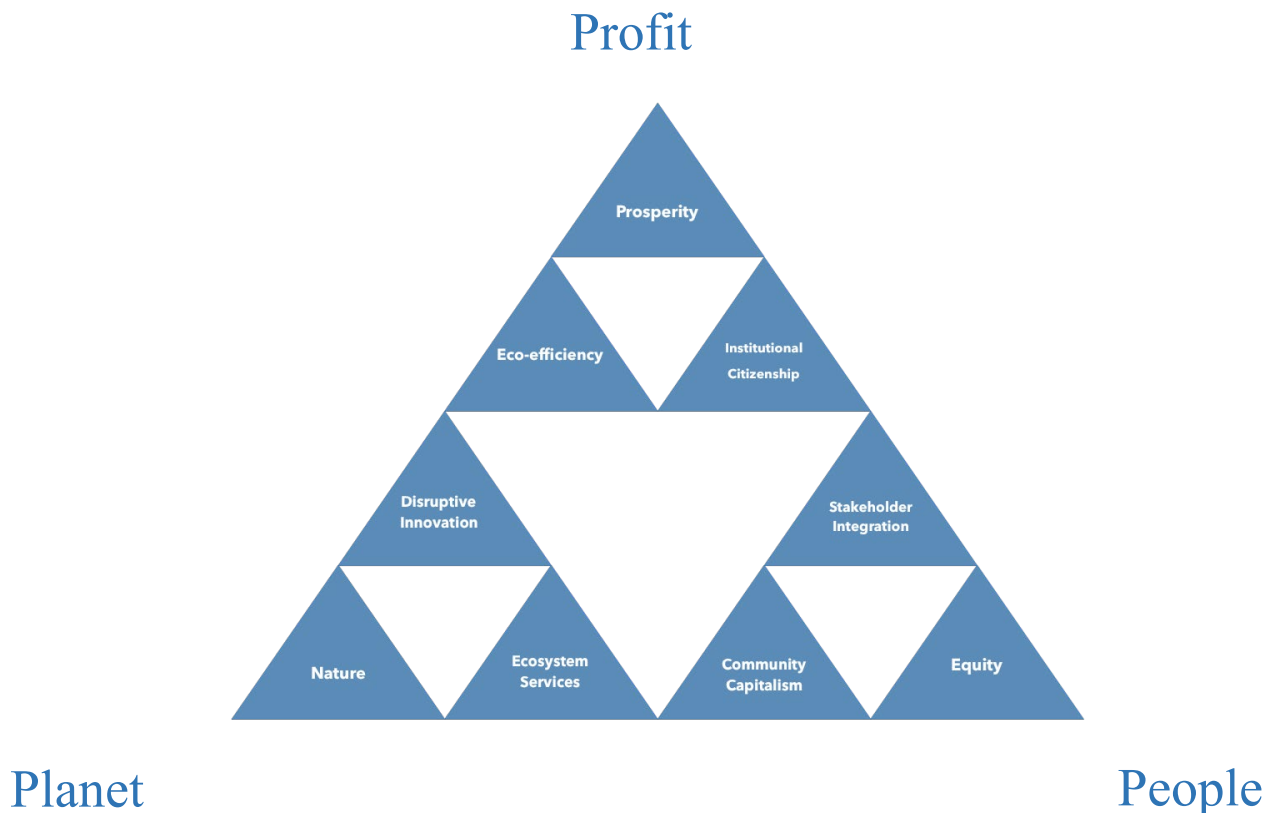 Profit
Prosperity
Eco-efficiency
Institutional
Citizenship
Disruptive
Innovation
Stakeholder
Integration
Nature
Ecosystem
Services
Community
Capitalism
Equity
Planet
People